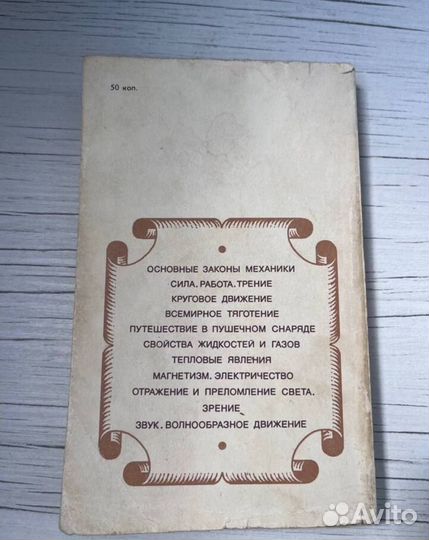 50 коп.
ОСНОВНЫЕ ЗАКОНЫ МЕХАНИКИ
СИЛА. РАБОТА. ТРЕНИЕ
КРУГОВОЕ ДВИЖЕНИЕ
ВСЕМИРНОЕ ТЯГОТЕНИЕ
ПУТЕШЕСТВИЕ В ПУШЕЧНОМ СНАРЯДЕ
СВОЙСТВА ЖИДКОСТЕЙ И ГАЗОВ
ТЕПЛОВЫЕ ЯВЛЕНИЯ
МАГНЕТИЗМ. ЭЛЕКТРИЧЕСТВО
ОТРАЖЕНИЕ И ПРЕЛОМЛЕНИЕ СВЕТА.
ЗРЕНИЕ
ЗВУК. ВОЛНООБРАЗНОЕ ДВИЖЕНИЕ
Avito